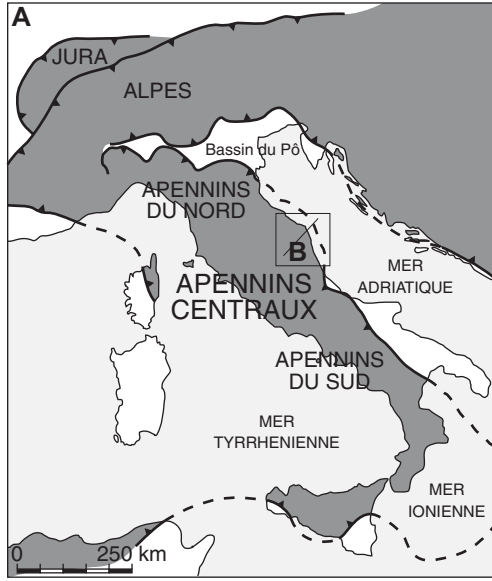 A
JURA
ALPES
Bassin du Pô
APENNINS
DU NORD
B
MER
ADRIATIQUE
APENNINS
CENTRAUX
APENNINS
DU SUD
MER
TYRRHENIENNE
MER
IONIENNE
0 250 km